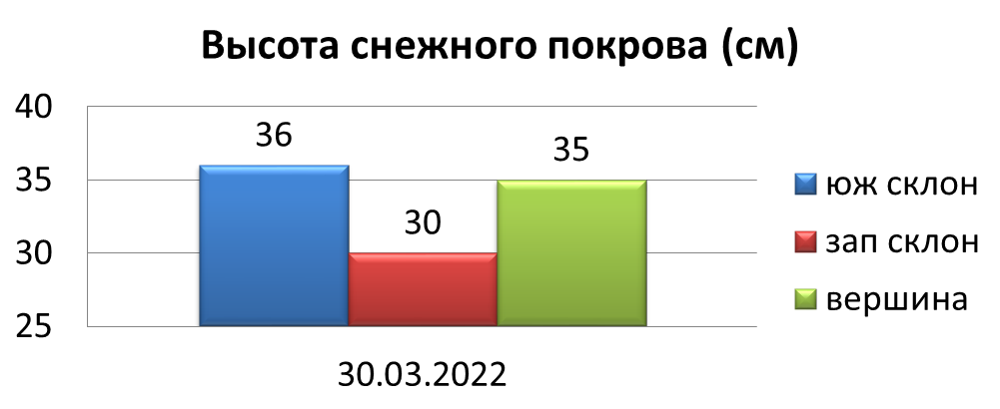 Высота снежного покрова (см)
40
35
30
25
36
30
35
30.03.2022
юж склон
зап склон
вершина